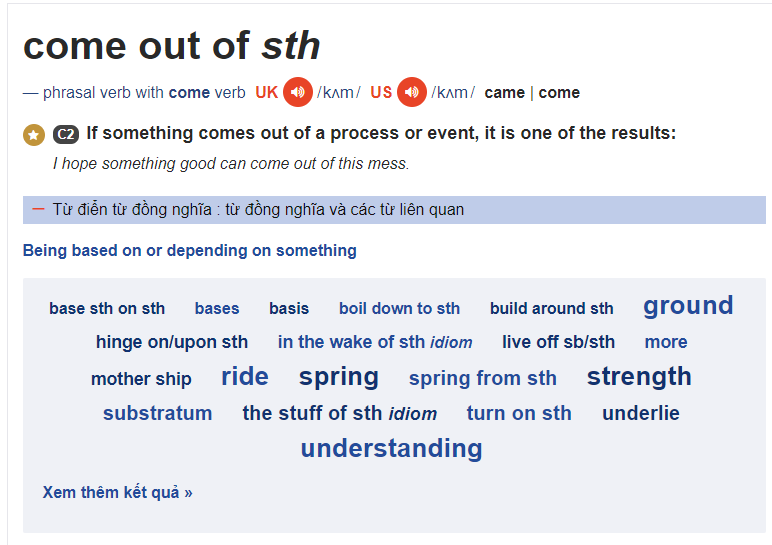 come out of sth
— phrasal verb with come verb UK /kʌm/ US /kʌm/ came | come
C2 If something comes out of a process or event, it is one of the results:
I hope something good can come out of this mess.
– Từ điển từ đồng nghĩa : từ đồng nghĩa và các từ liên quan
Being based on or depending on something
base sth on sth bases basis boil down to sth build around sth ground
hinge on/upon sth in the wake of sth idiom live off sb/sth more
mother ship ride spring spring from sth strength
substratum the stuff of sth idiom turn on sth underlie
understanding
Xem thêm kết quả »